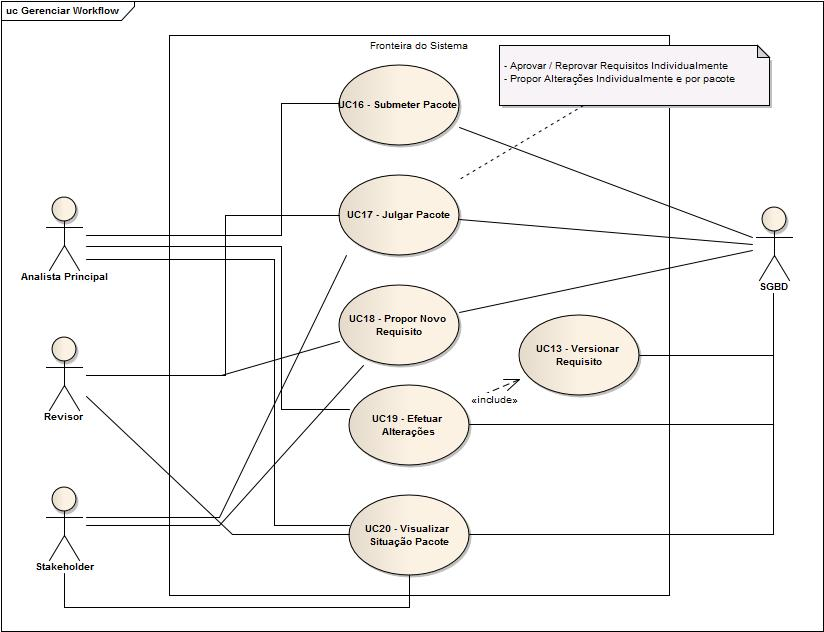 uc Gerenciar Workflow
Fronteira do Sistema
- Aprovar / Reprovar Requisitos Individualmente
- Propor Alterações Individualmente e por pacote
UC16 - Submeter Pacote
UC17 - Julgar Pacote
Analista Principal
SGBD
UC18 - Propor Novo
Requisito
UC13 - Versionar
Requisito
Revisor
«include»
UC19 - Efetuar
Alterações
UC20 - Visualizar
Situação Pacote
Stakeholder